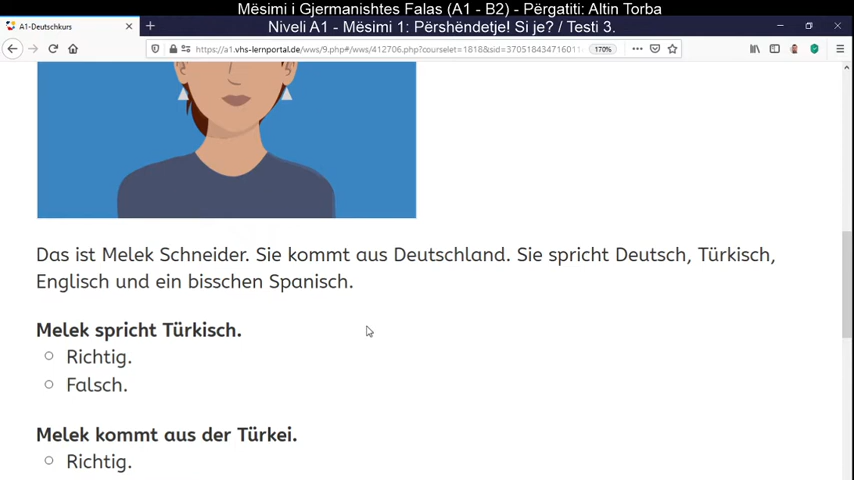 Mësimi i Gjermanishtes Falas (A1 - B2) - Përgatiti: Altin Torba
Niveli A1 - Mësimi 1: Përshëndetje! Si je? / Testi 3.
A1-Deutschkurs
https://a1.vhs-lernportal.de/wws/9.php#/wws/412706.php?courselet=1818&sid=370518434716011
170%
Das ist Melek Schneider. Sie kommt aus Deutschland. Sie spricht Deutsch, Türkisch,
Englisch und ein bisschen Spanisch.
Melek spricht Türkisch.
Richtig.
Falsch.
Melek kommt aus der Türkei.
Richtig.